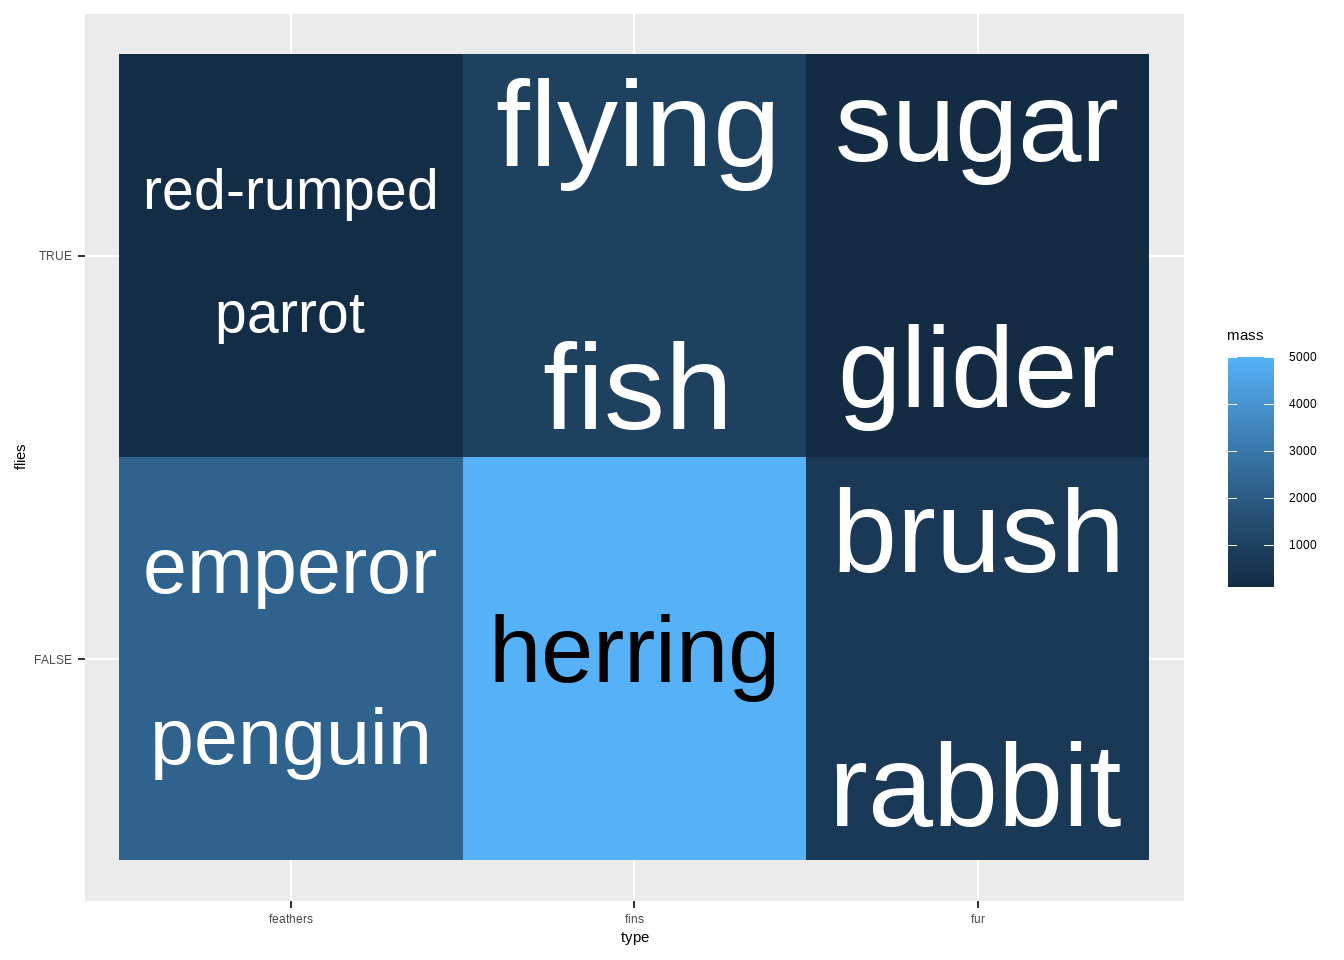 flying
sugar
red-rumped
parrot
fish
glider
emperor
penguin
herring
brush
rabbit
TRUE
FALSE
flies
feathers
fins
fur
type
mass
5000
4000
3000
2000
1000